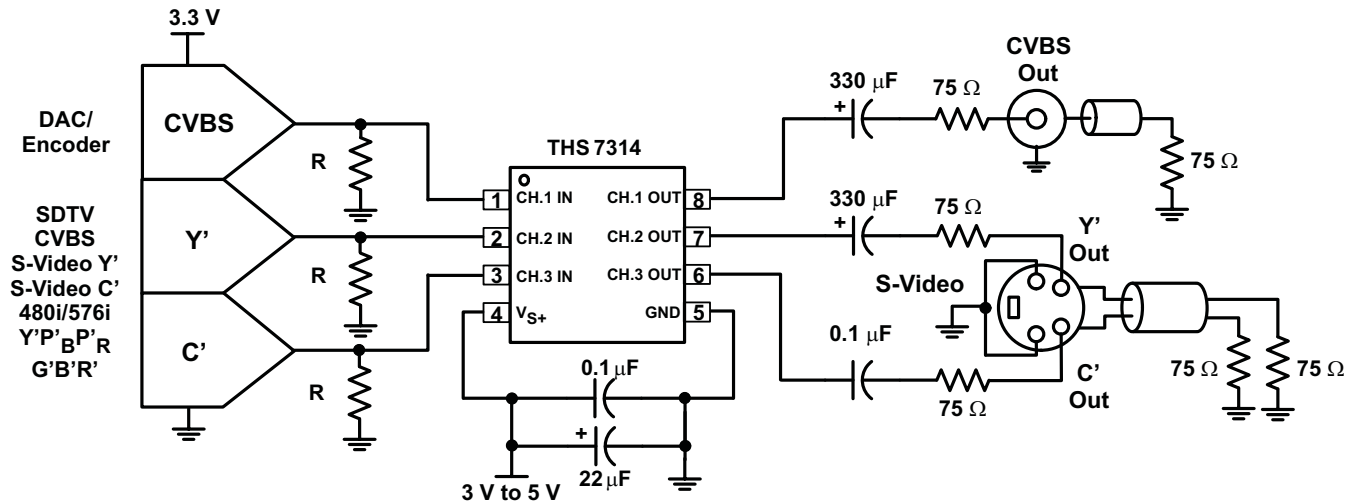 3.3 V
DAC/
Encoder
CVBS
Y'
C'
SDTV
CVBS
S-Video Y'
S-Video C'
480i/576i
Y'P'BP'R
G'B'R'
R
R
R
THS 7314
1 CH.1 IN
2 CH.2 IN
3 CH.3 IN
4 VS+
CH.1 OUT 8
CH.2 OUT 7
CH.3 OUT 6
GND 5
0.1 μF
+
22 μF
3 V to 5 V
330 μF
+
75 Ω
CVBS
Out
75 Ω
330 μF
+
75 Ω
Y'
Out
S-Video
0.1 μF
75 Ω
C'
Out
75 Ω
75 Ω